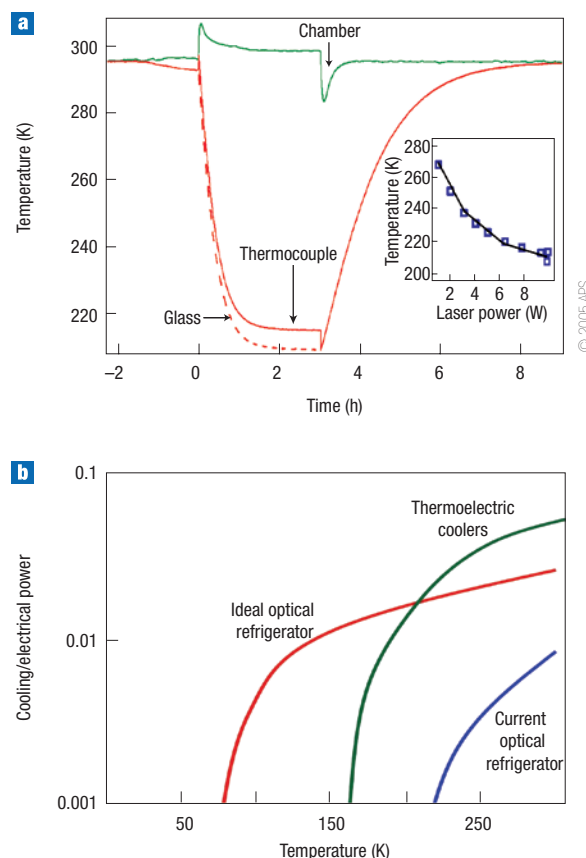 a
Chamber
300
280
260
240
220
Temperature (K)
Thermocouple
Glass
−2
0
2
4
6
8
Time (h)
280
260
240
220
200
Temperature (K)
2
4
6
8
Laser power (W)
© 2005 APS
b
0.1
0.01
0.001
Cooling/electrical power
Thermoelectric
coolers
Ideal optical
refrigerator
Current
optical
refrigerator
50
150
250
Temperature (K)